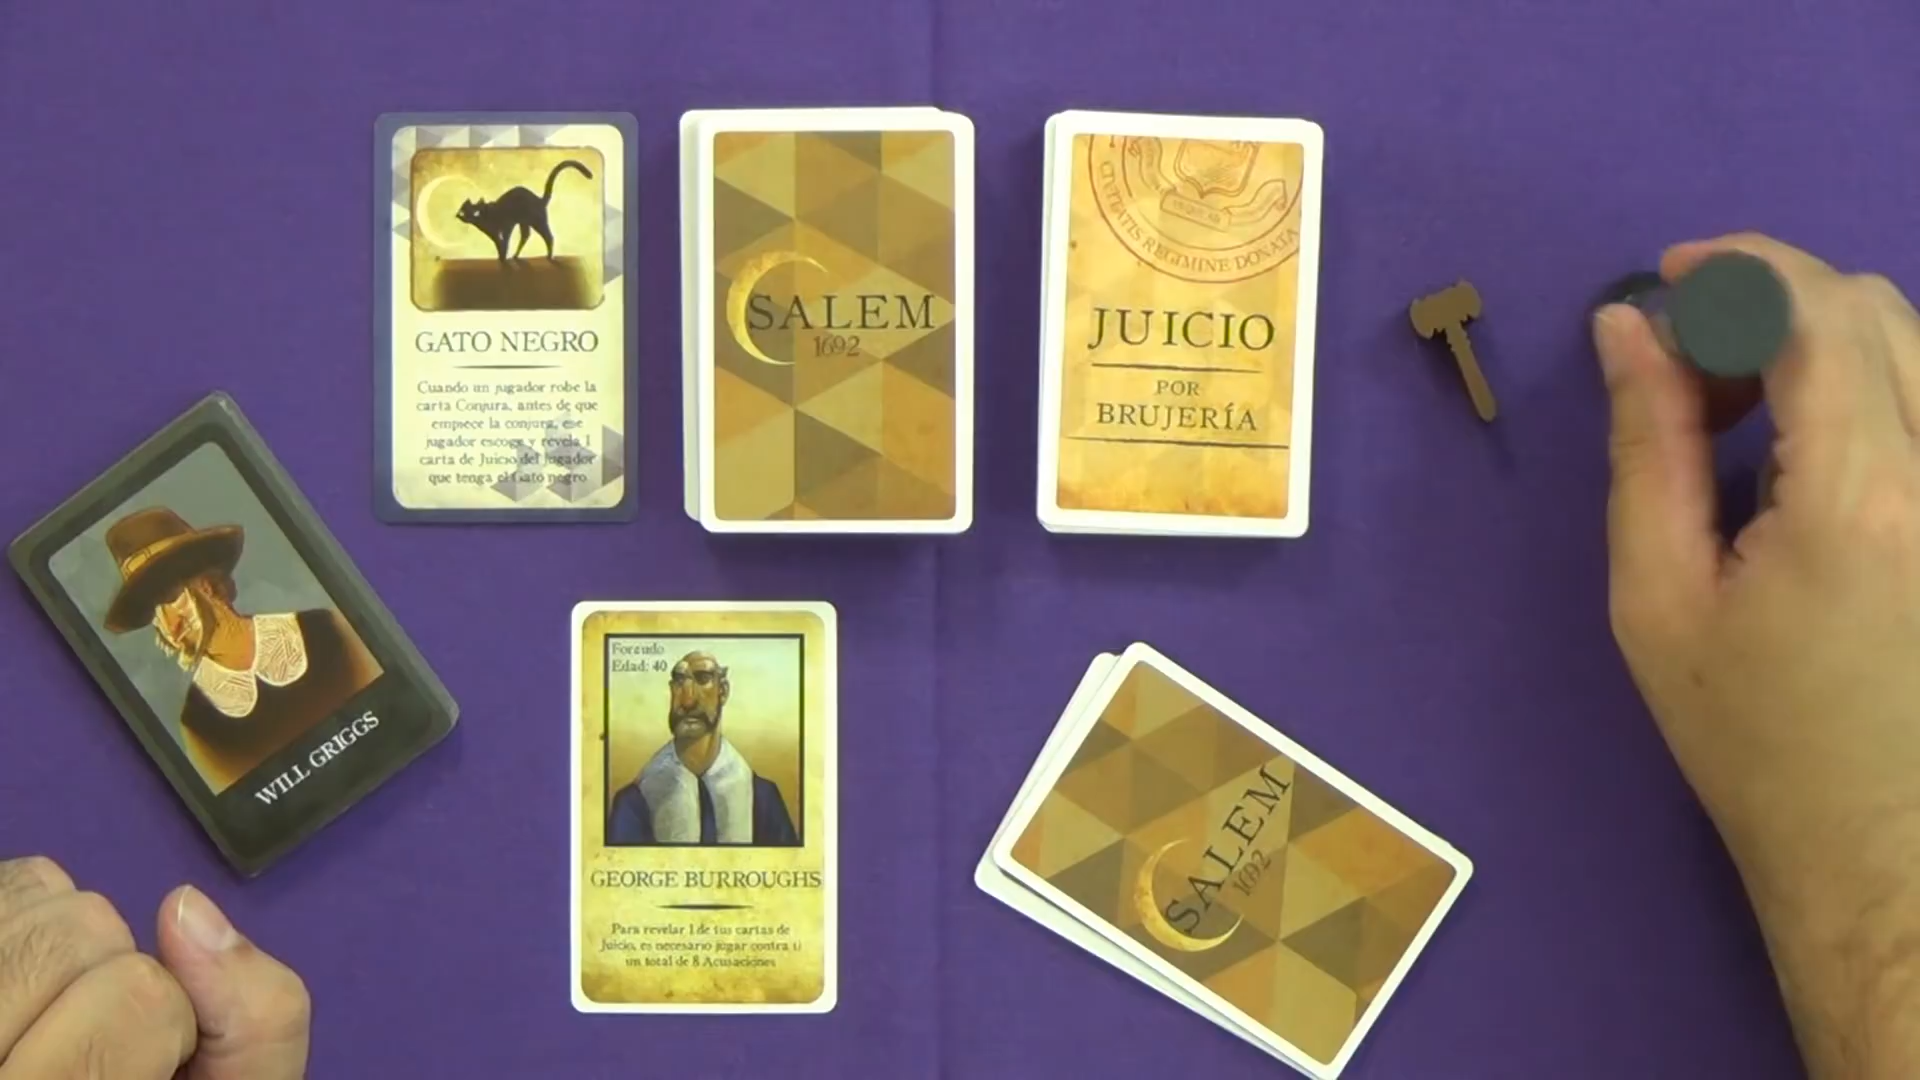 GATO NEGRO
Cuando un jugador robe la
carta Conjura, antes de que
empiece la conjura, ese
jugador escoge y revela 1
carta de Juicio del jugador
que tenga el Gato negro
SALEM
1692
CIVITATIS REGIMINE DONATA
JUICIO
POR
BRUJERÍA
WILL GRIGGS
Forzudo
Edad: 40
GEORGE BURROUGHS
Para revelar 1 de tus cartas de
Juicio, es necesario jugar contra ti
un total de 8 Acusaciones
SALEM
1692